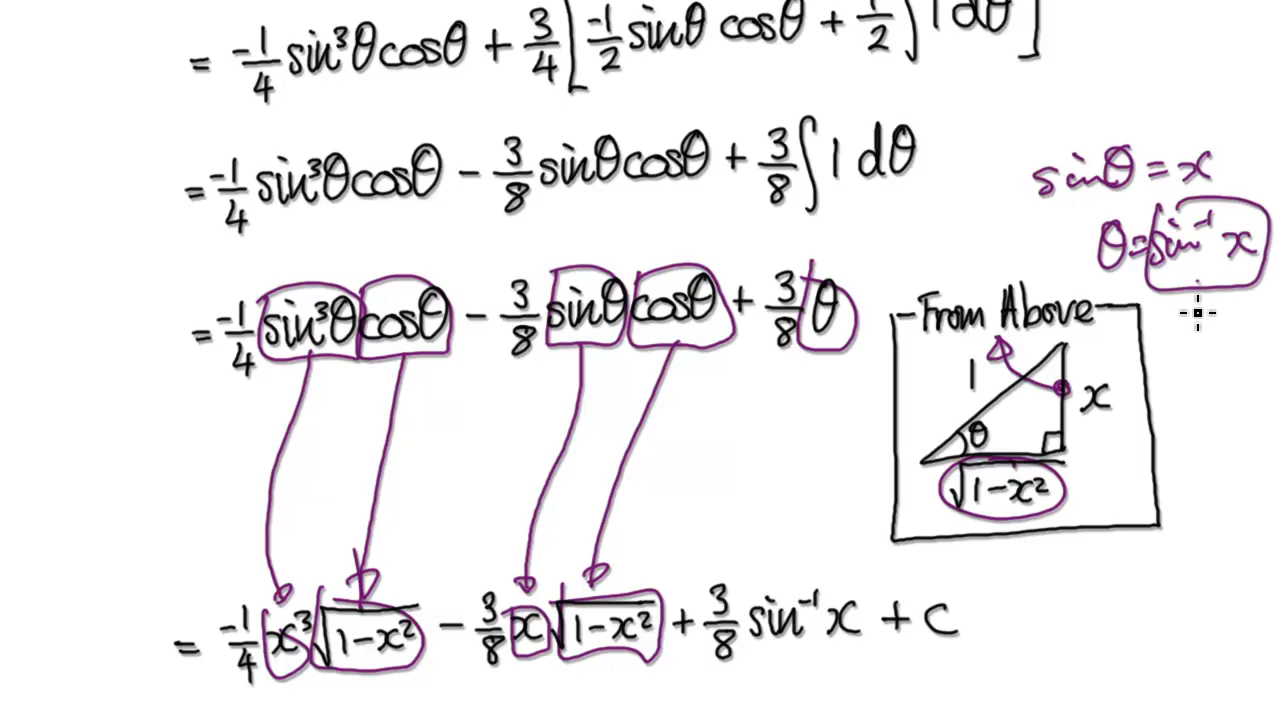 = -1/4 sin³θcosθ + 3/4 [ -1/2 sinθ cosθ + 1/2 ∫ 1 dθ ]
= -1/4 sin³θcosθ - 3/8 sinθcosθ + 3/8 ∫ 1 dθ
sinθ = x
θ = sin⁻¹ x
= -1/4 sin³θ cosθ - 3/8 sinθ cosθ + 3/8 θ
From Above
1
x
θ
√1-x²
= -1/4 x³ √1-x² - 3/8 x √1-x² + 3/8 sin⁻¹x + c